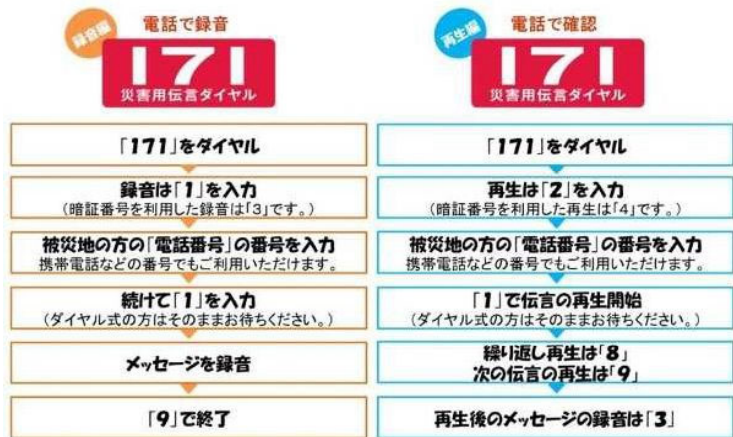 録音編
電話で録音
171
災害用伝言ダイヤル
「171」をダイヤル
録音は「1」を入力
(暗証番号を利用した録音は「3」です。)
被災地の方の「電話番号」の番号を入力
携帯電話などの番号でもご利用いただけます。
続けて「1」を入力
(ダイヤル式の方はそのままお待ちください。)
メッセージを録音
「9」で終了
再生編
電話で確認
171
災害用伝言ダイヤル
「171」をダイヤル
再生は「2」を入力
(暗証番号を利用した再生は「4」です。)
被災地の方の「電話番号」の番号を入力
携帯電話などの番号でもご利用いただけます。
「1」で伝言の再生開始
(ダイヤル式の方はそのままお待ちください。)
繰り返し再生は「8」
次の伝言の再生は「9」
再生後のメッセージの録音は「3」